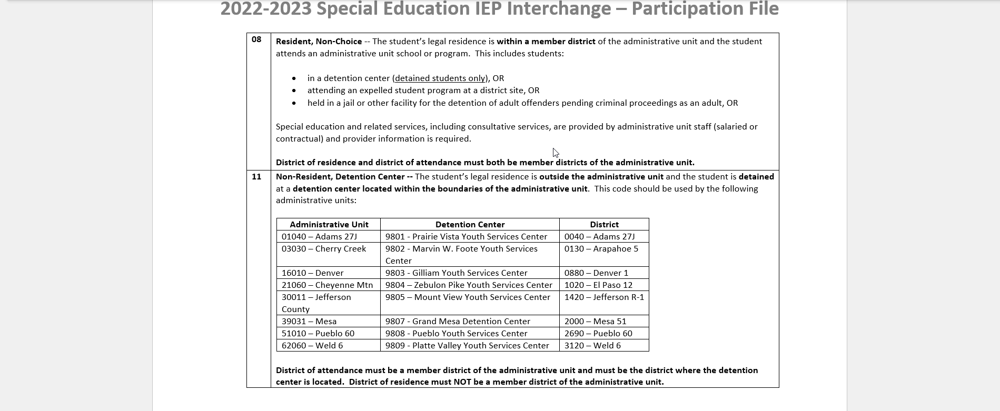 2022-2023 Special Education IEP Interchange – Participation File
08
Resident, Non-Choice -- The student’s legal residence is within a member district of the administrative unit and the student
attends an administrative unit school or program.  This includes students:
• in a detention center (detained students only), OR
• attending an expelled student program at a district site, OR
• held in a jail or other facility for the detention of adult offenders pending criminal proceedings as an adult, OR
Special education and related services, including consultative services, are provided by administrative unit staff (salaried or
contractual) and provider information is required.
District of residence and district of attendance must both be member districts of the administrative unit.
11
Non-Resident, Detention Center -- The student’s legal residence is outside the administrative unit and the student is detained
at a detention center located within the boundaries of the administrative unit.  This code should be used by the following
administrative units:
Administrative Unit Detention Center District
01040 – Adams 27J 9801 - Prairie Vista Youth Services Center 0040 – Adams 27J
03030 – Cherry Creek 9802 - Marvin W. Foote Youth Services 0130 – Arapahoe 5
Center
16010 – Denver 9803 - Gilliam Youth Services Center 0880 – Denver 1
21060 – Cheyenne Mtn 9804 – Zebulon Pike Youth Services Center 1020 – El Paso 12
30011 – Jefferson 9805 – Mount View Youth Services Center 1420 – Jefferson R-1
County
39031 – Mesa 9807 - Grand Mesa Detention Center 2000 – Mesa 51
51010 – Pueblo 60 9808 - Pueblo Youth Services Center 2690 – Pueblo 60
62060 – Weld 6 9809 - Platte Valley Youth Services Center 3120 – Weld 6
District of attendance must be a member district of the administrative unit and must be the district where the detention
center is located.  District of residence must NOT be a member district of the administrative unit.